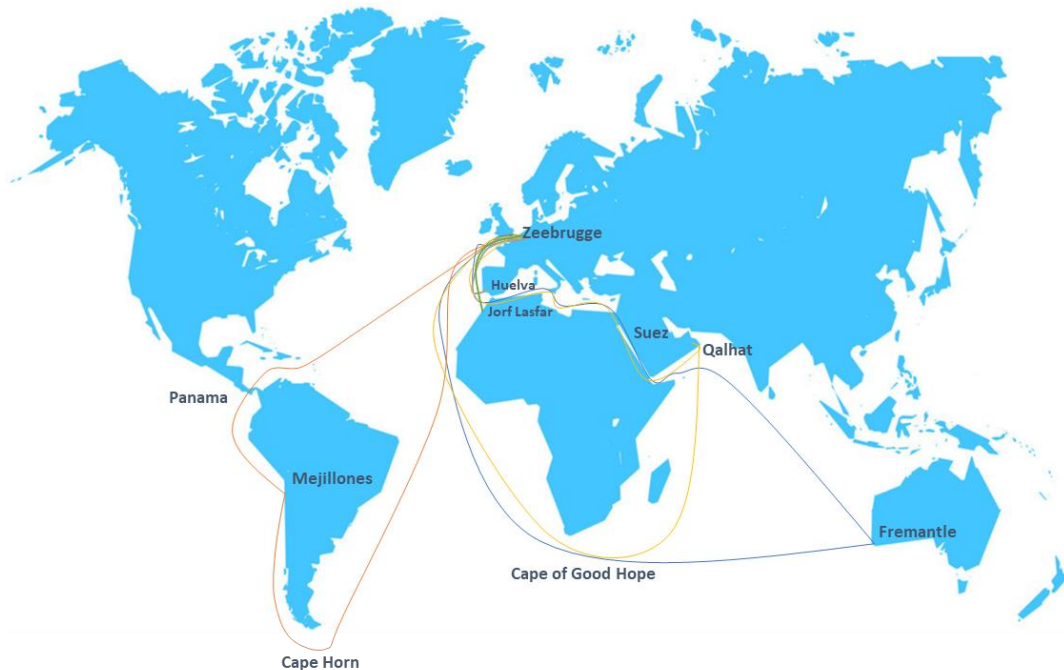 Zeebrugge
Huelva
Jorf Lasfar
Suez
Qalhat
Panama
Mejillones
Fremantle
Cape of Good Hope
Cape Horn